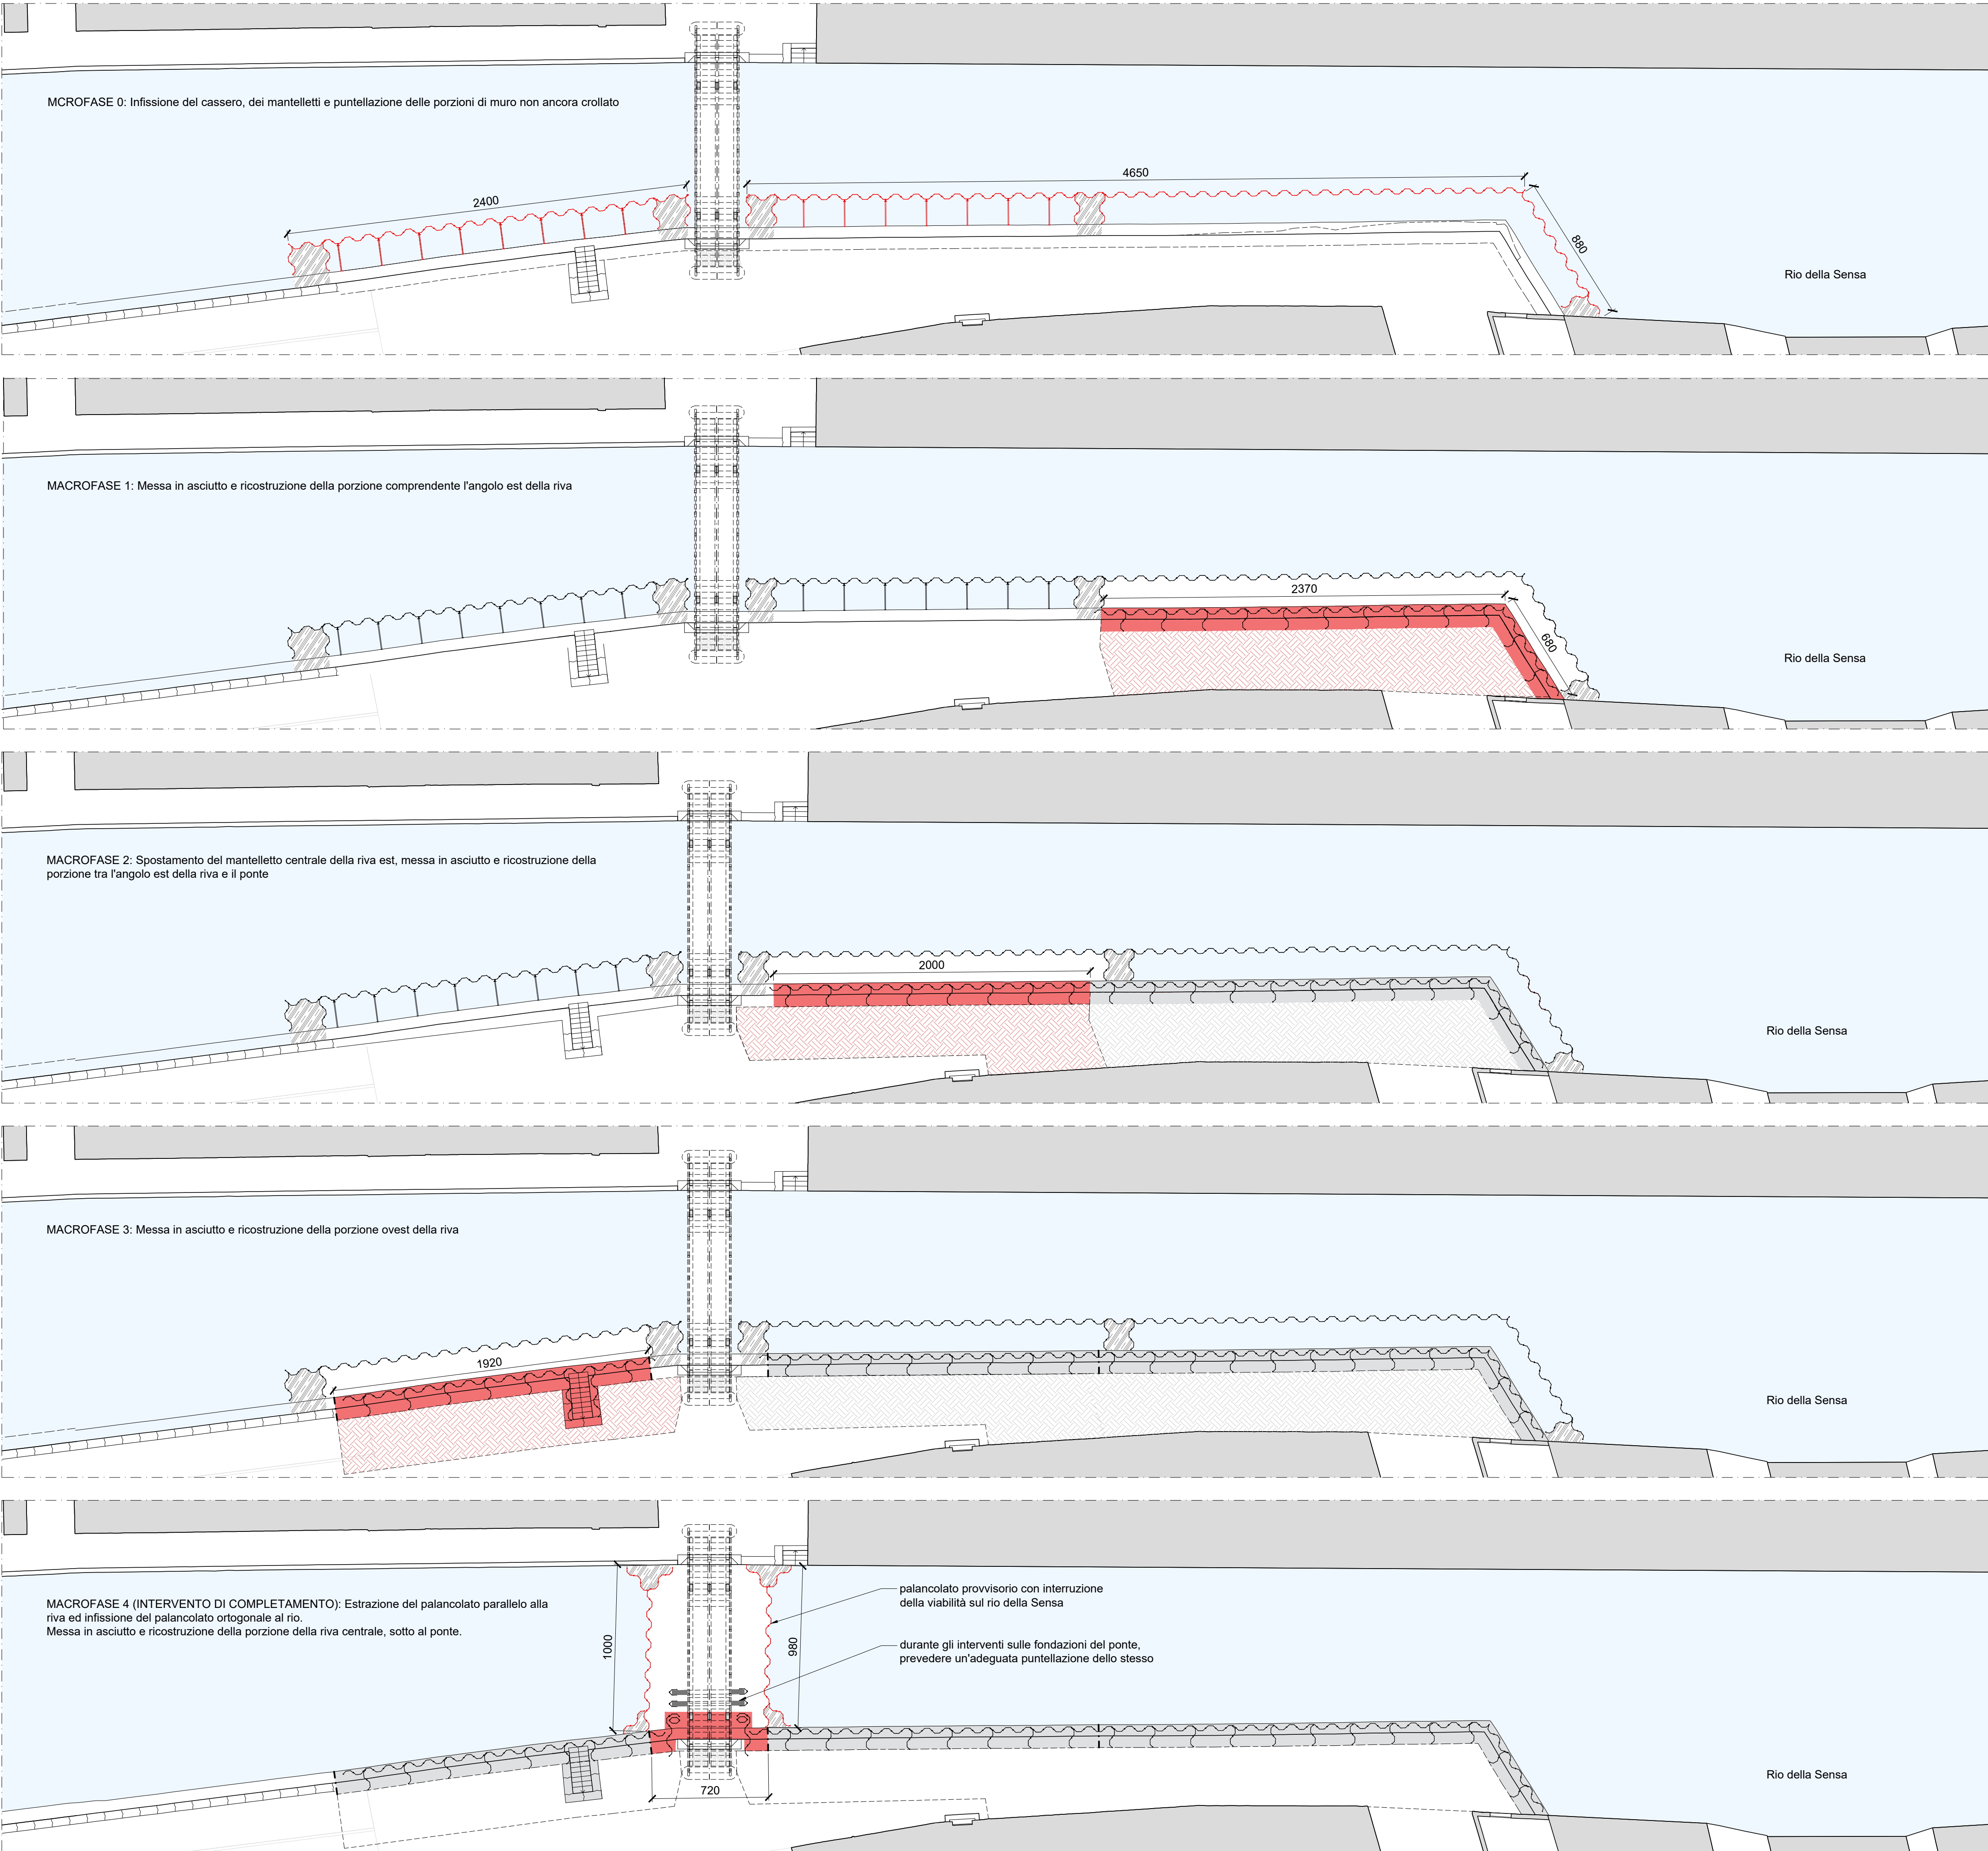 MCROFASE 0: Infissione del cassero, dei mantelletti e puntellazione delle porzioni di muro non ancora crollato
4650
2400
880
Rio della Sensa
MACROFASE 1: Messa in asciutto e ricostruzione della porzione comprendente l'angolo est della riva
2370
680
Rio della Sensa
MACROFASE 2: Spostamento del mantelletto centrale della riva est, messa in asciutto e ricostruzione della
porzione tra l'angolo est della riva e il ponte
2000
Rio della Sensa
MACROFASE 3: Messa in asciutto e ricostruzione della porzione ovest della riva
1920
Rio della Sensa
MACROFASE 4 (INTERVENTO DI COMPLETAMENTO): Estrazione del palancolato parallelo alla
riva ed infissione del palancolato ortogonale al rio.
Messa in asciutto e ricostruzione della porzione della riva centrale, sotto al ponte.
palancolato provvisorio con interruzione
della viabilità sul rio della Sensa
1000
980
durante gli interventi sulle fondazioni del ponte,
prevedere un'adeguata puntellazione dello stesso
720
Rio della Sensa